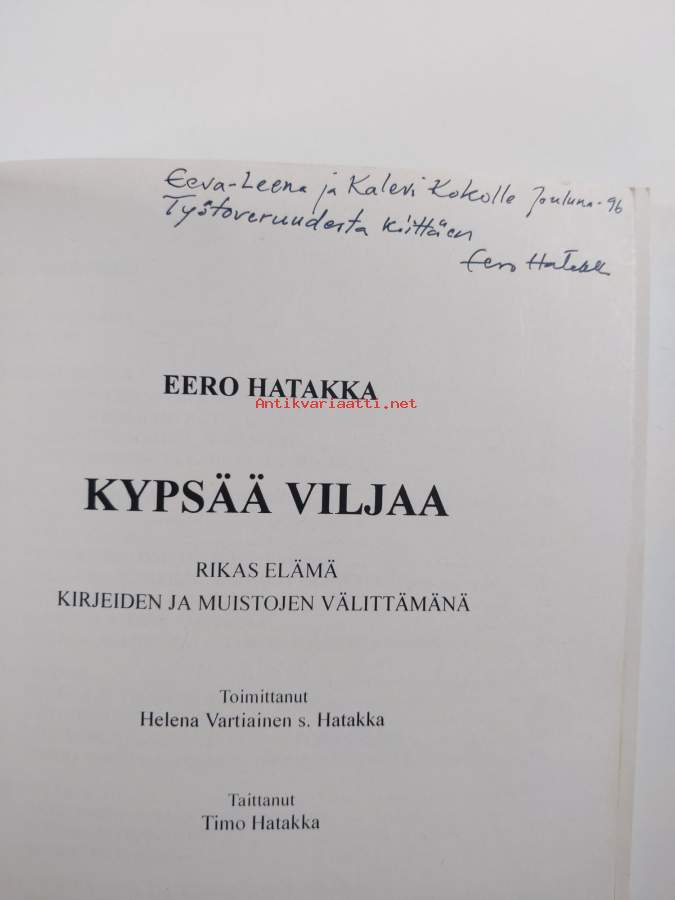 Eeva-Leena ja Kalevi Kokolle Jouluna -96
Työtoveruudesta kiittäen
Eero Hatakka
EERO HATAKKA
Antikvariaatti.net
KYPSÄÄ VILJAA
RIKAS ELÄMÄ
KIRJEIDEN JA MUISTOJEN VÄLITTÄMÄNÄ
Toimittanut
Helena Vartiainen s. Hatakka
Taittanut
Timo Hatakka